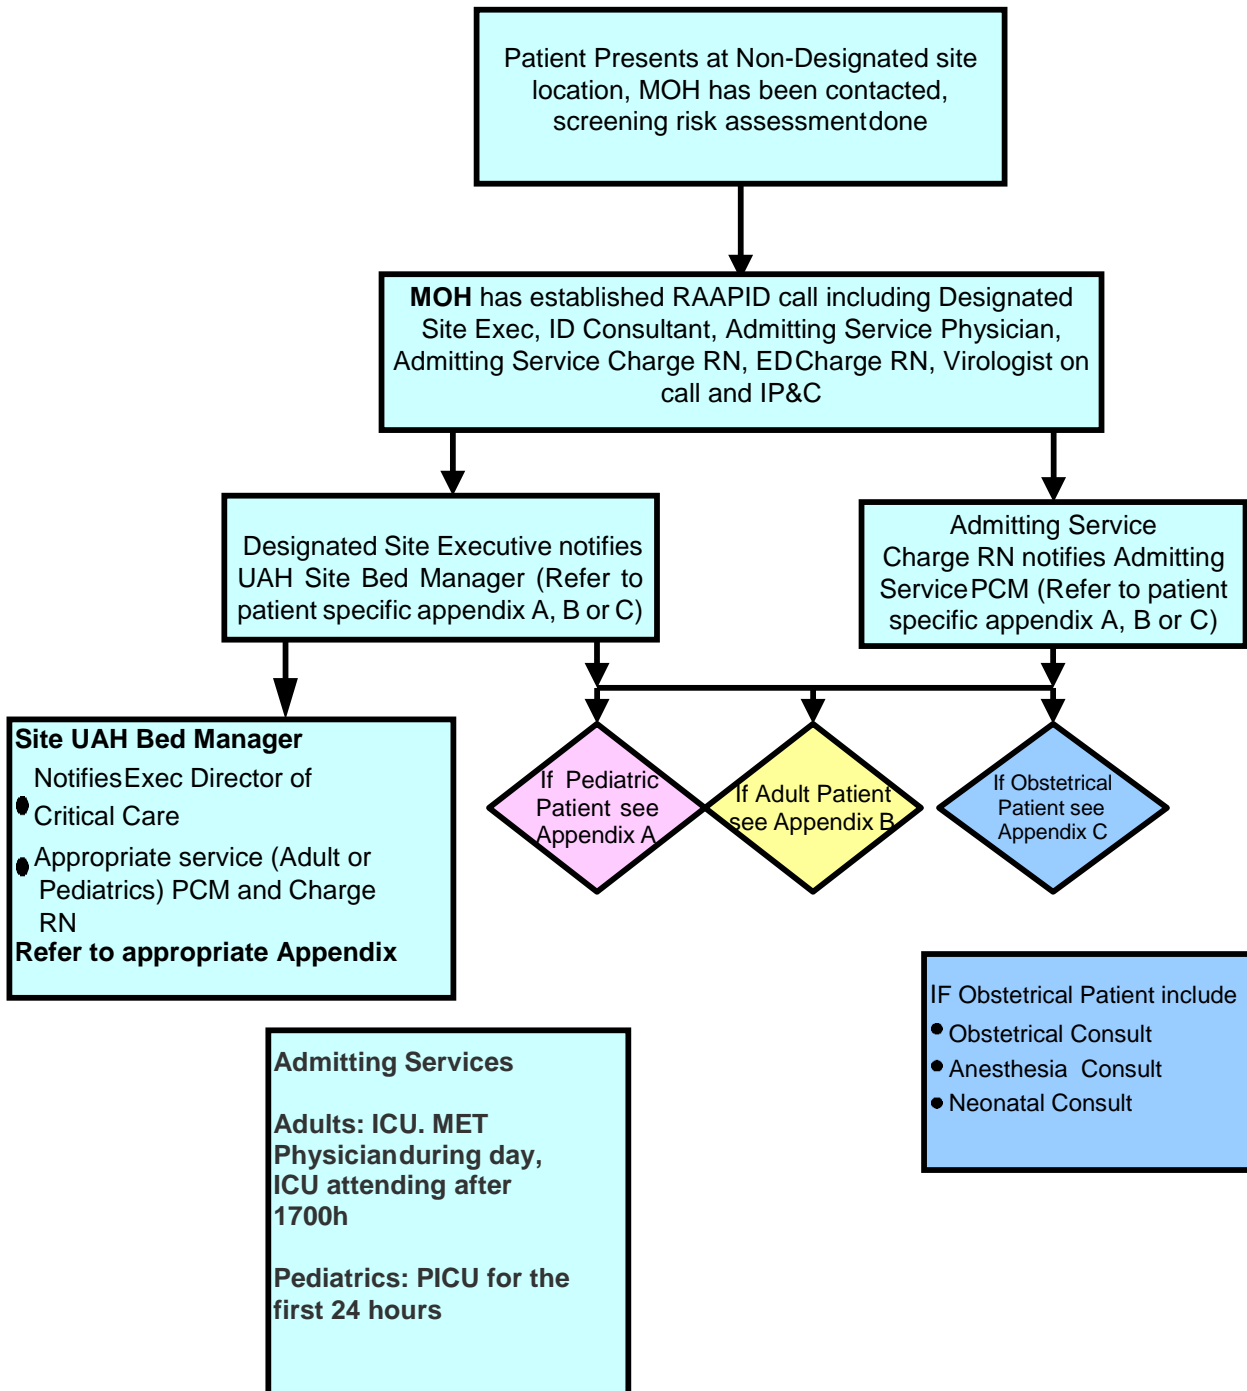 Patient Presents at Non-Designated site
location, MOH has been contacted,
screening risk assessmentdone
MOH has established RAAPID call including Designated
Site Exec, ID Consultant, Admitting Service Physician,
Admitting Service Charge RN, EDCharge RN, Virologist on
call and IP&C
Designated Site Executive notifies
UAH Site Bed Manager (Refer to
patient specific appendix A, B or C)
Admitting Service
Charge RN notifies Admitting
ServicePCM (Refer to patient
specific appendix A, B or C)
Site UAH Bed Manager
● NotifiesExec Director of
Critical Care
● Appropriate service (Adult or
Pediatrics) PCM and Charge
RN
Refer to appropriate Appendix
If Pediatric
Patient see
Appendix A
If Adult Patient
see Appendix B
If Obstetrical
Patient see
Appendix C
IF Obstetrical Patient include
● Obstetrical Consult
● Anesthesia Consult
● Neonatal Consult
Admitting Services
Adults: ICU. MET
Physicianduring day,
ICU attending after
1700h
Pediatrics: PICU for the
first 24 hours